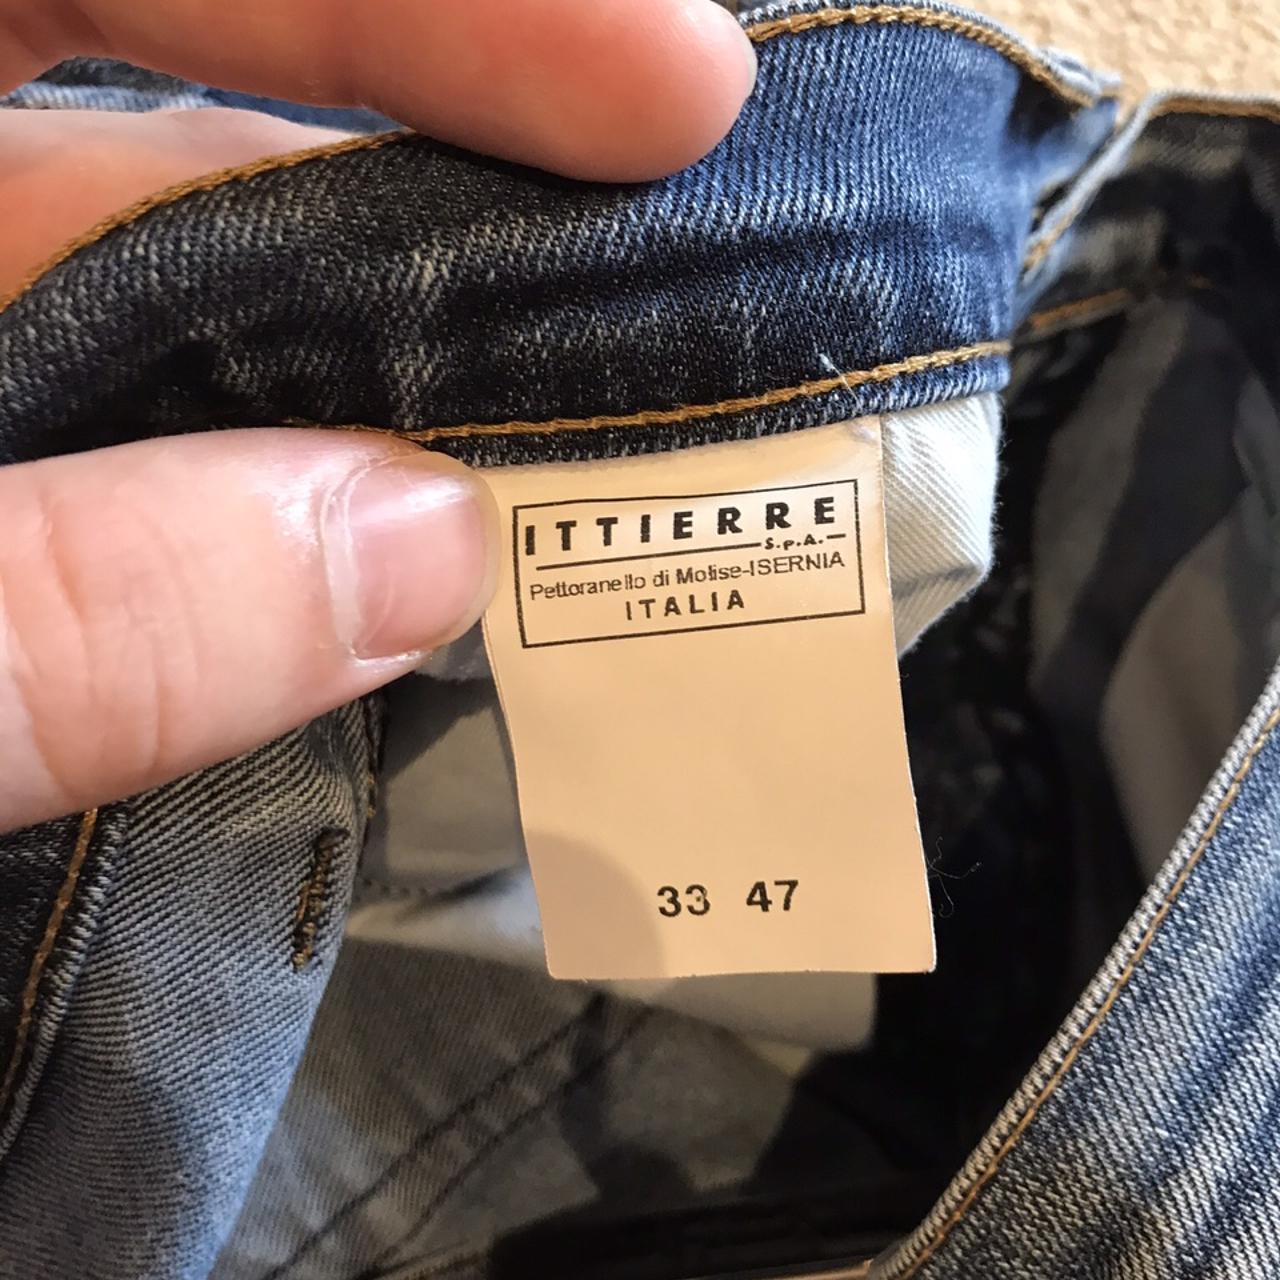 ITTIERRE
S.p.A.
Pettoranello di Molise-ISERNIA
ITALIA
33 47